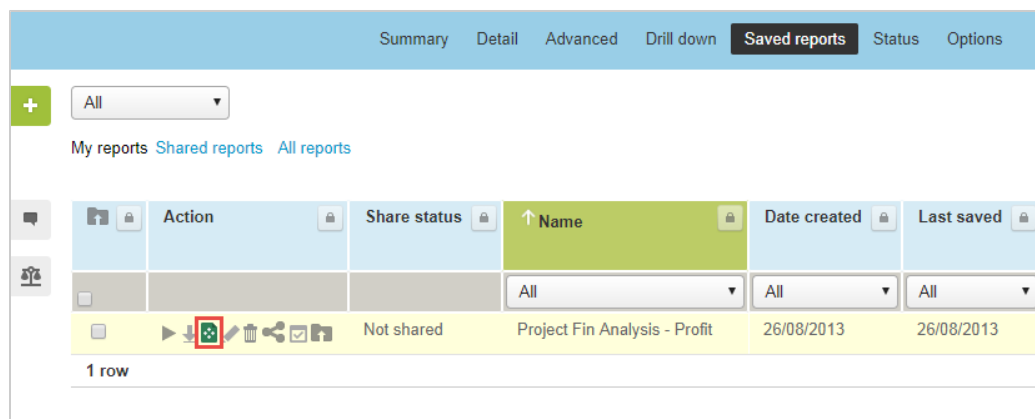 Summary Detail Advanced Drill down Saved reports Status Options
All
My reports Shared reports All reports
Action Share status Name Date created Last saved
All All All
Not shared Project Fin Analysis - Profit 26/08/2013 26/08/2013
1 row